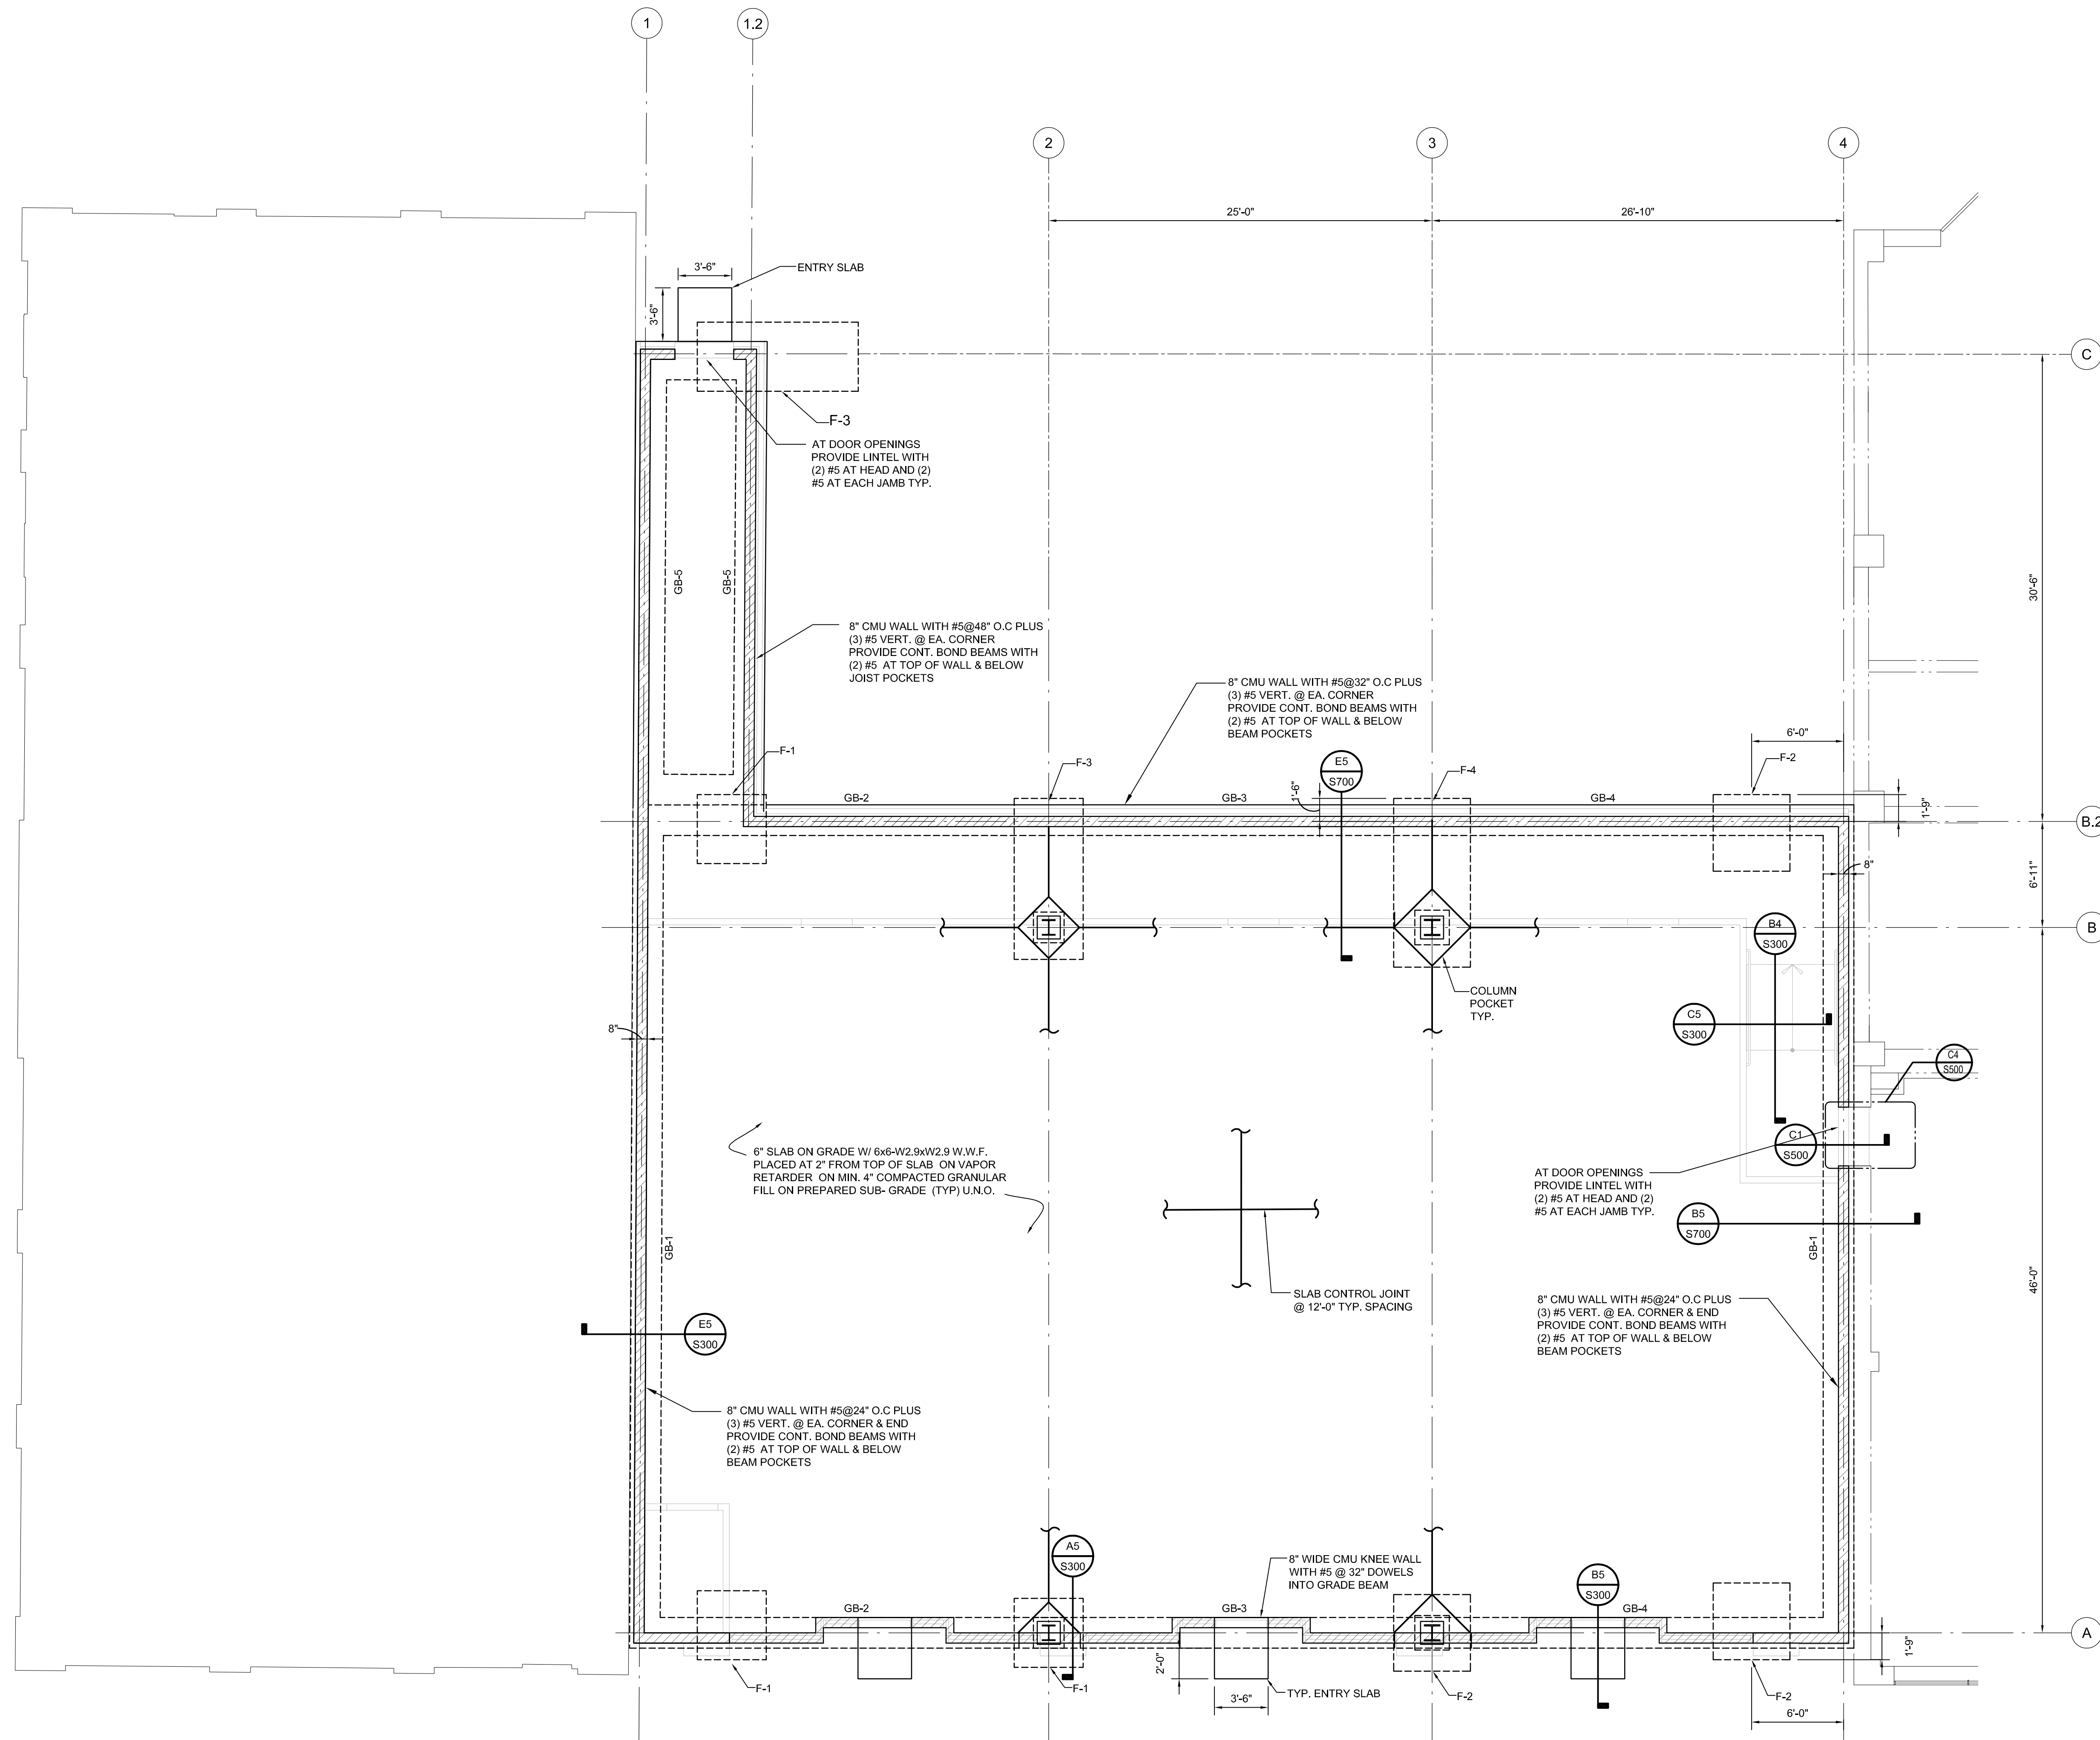 1
1.2
2
3
4
25'-0"
26'-10"
3'-6"
ENTRY SLAB
3'-6"
C
F-3
AT DOOR OPENINGS
PROVIDE LINTEL WITH
(2) #5 AT HEAD AND (2)
#5 AT EACH JAMB TYP.
GB-5
GB-5
30'-6"
8" CMU WALL WITH #5@48" O.C PLUS
(3) #5 VERT. @ EA. CORNER
PROVIDE CONT. BOND BEAMS WITH
(2) #5 AT TOP OF WALL & BELOW
JOIST POCKETS
8" CMU WALL WITH #5@32" O.C PLUS
(3) #5 VERT. @ EA. CORNER
PROVIDE CONT. BOND BEAMS WITH
(2) #5 AT TOP OF WALL & BELOW
BEAM POCKETS
6'-0"
F-1
F-3
E5
S700
F-4
F-2
GB-2
GB-3
1'-6"
GB-4
1'-9"
B.2
8"
6'-11"
B4
S300
B
COLUMN
POCKET
TYP.
C5
S300
8"
C4
S500
C1
S500
6" SLAB ON GRADE W/ 6x6-W2.9xW2.9 W.W.F.
PLACED AT 2" FROM TOP OF SLAB ON VAPOR
RETARDER ON MIN. 4" COMPACTED GRANULAR
FILL ON PREPARED SUB- GRADE (TYP) U.N.O.
AT DOOR OPENINGS
PROVIDE LINTEL WITH
(2) #5 AT HEAD AND (2)
#5 AT EACH JAMB TYP.
B5
S700
GB-1
GB-1
46'-0"
SLAB CONTROL JOINT
@ 12'-0" TYP. SPACING
8" CMU WALL WITH #5@24" O.C PLUS
(3) #5 VERT. @ EA. CORNER & END
PROVIDE CONT. BOND BEAMS WITH
(2) #5 AT TOP OF WALL & BELOW
BEAM POCKETS
E5
S300
8" CMU WALL WITH #5@24" O.C PLUS
(3) #5 VERT. @ EA. CORNER & END
PROVIDE CONT. BOND BEAMS WITH
(2) #5 AT TOP OF WALL & BELOW
BEAM POCKETS
A5
S300
8" WIDE CMU KNEE WALL
WITH #5 @ 32" DOWELS
INTO GRADE BEAM
B5
S300
GB-2
GB-3
GB-4
A
1'-9"
2'-0"
F-1
F-1
3'-6"
TYP. ENTRY SLAB
F-2
F-2
6'-0"